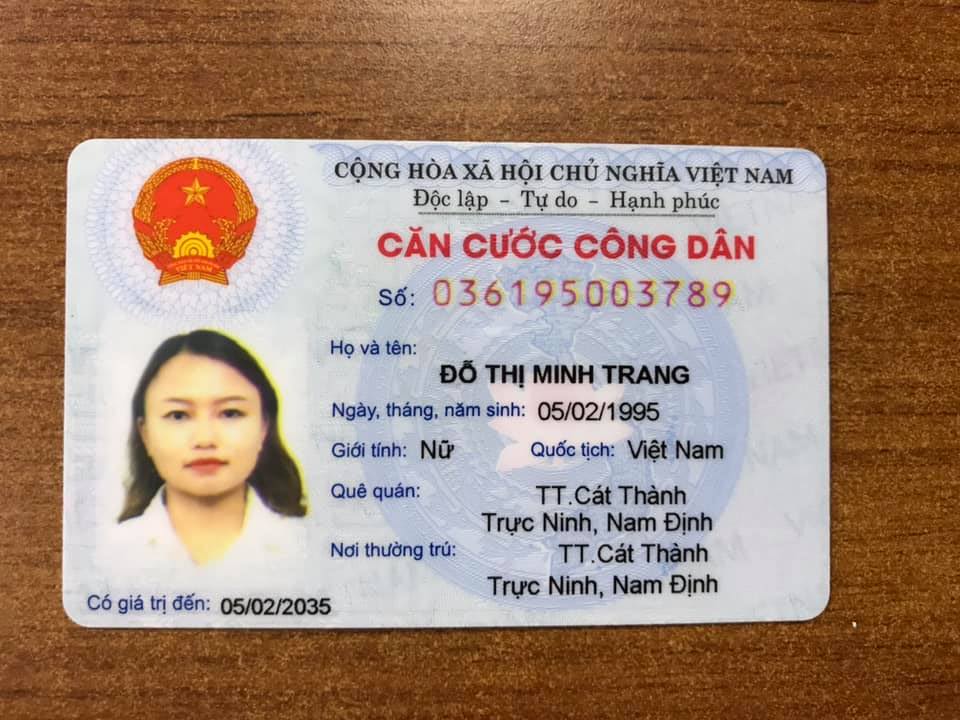 CỘNG HÒA XÃ HỘI CHỦ NGHĨA VIỆT NAM
Độc lập - Tự do - Hạnh phúc
CĂN CƯỚC CÔNG DÂN
Số: 036195003789
Họ và tên:
ĐỖ THỊ MINH TRANG
Ngày, tháng, năm sinh: 05/02/1995
Giới tính: Nữ Quốc tịch: Việt Nam
Quê quán: TT.Cát Thành
Trực Ninh, Nam Định
Nơi thường trú: TT.Cát Thành
Trực Ninh, Nam Định
Có giá trị đến: 05/02/2035
VIỆT NAM